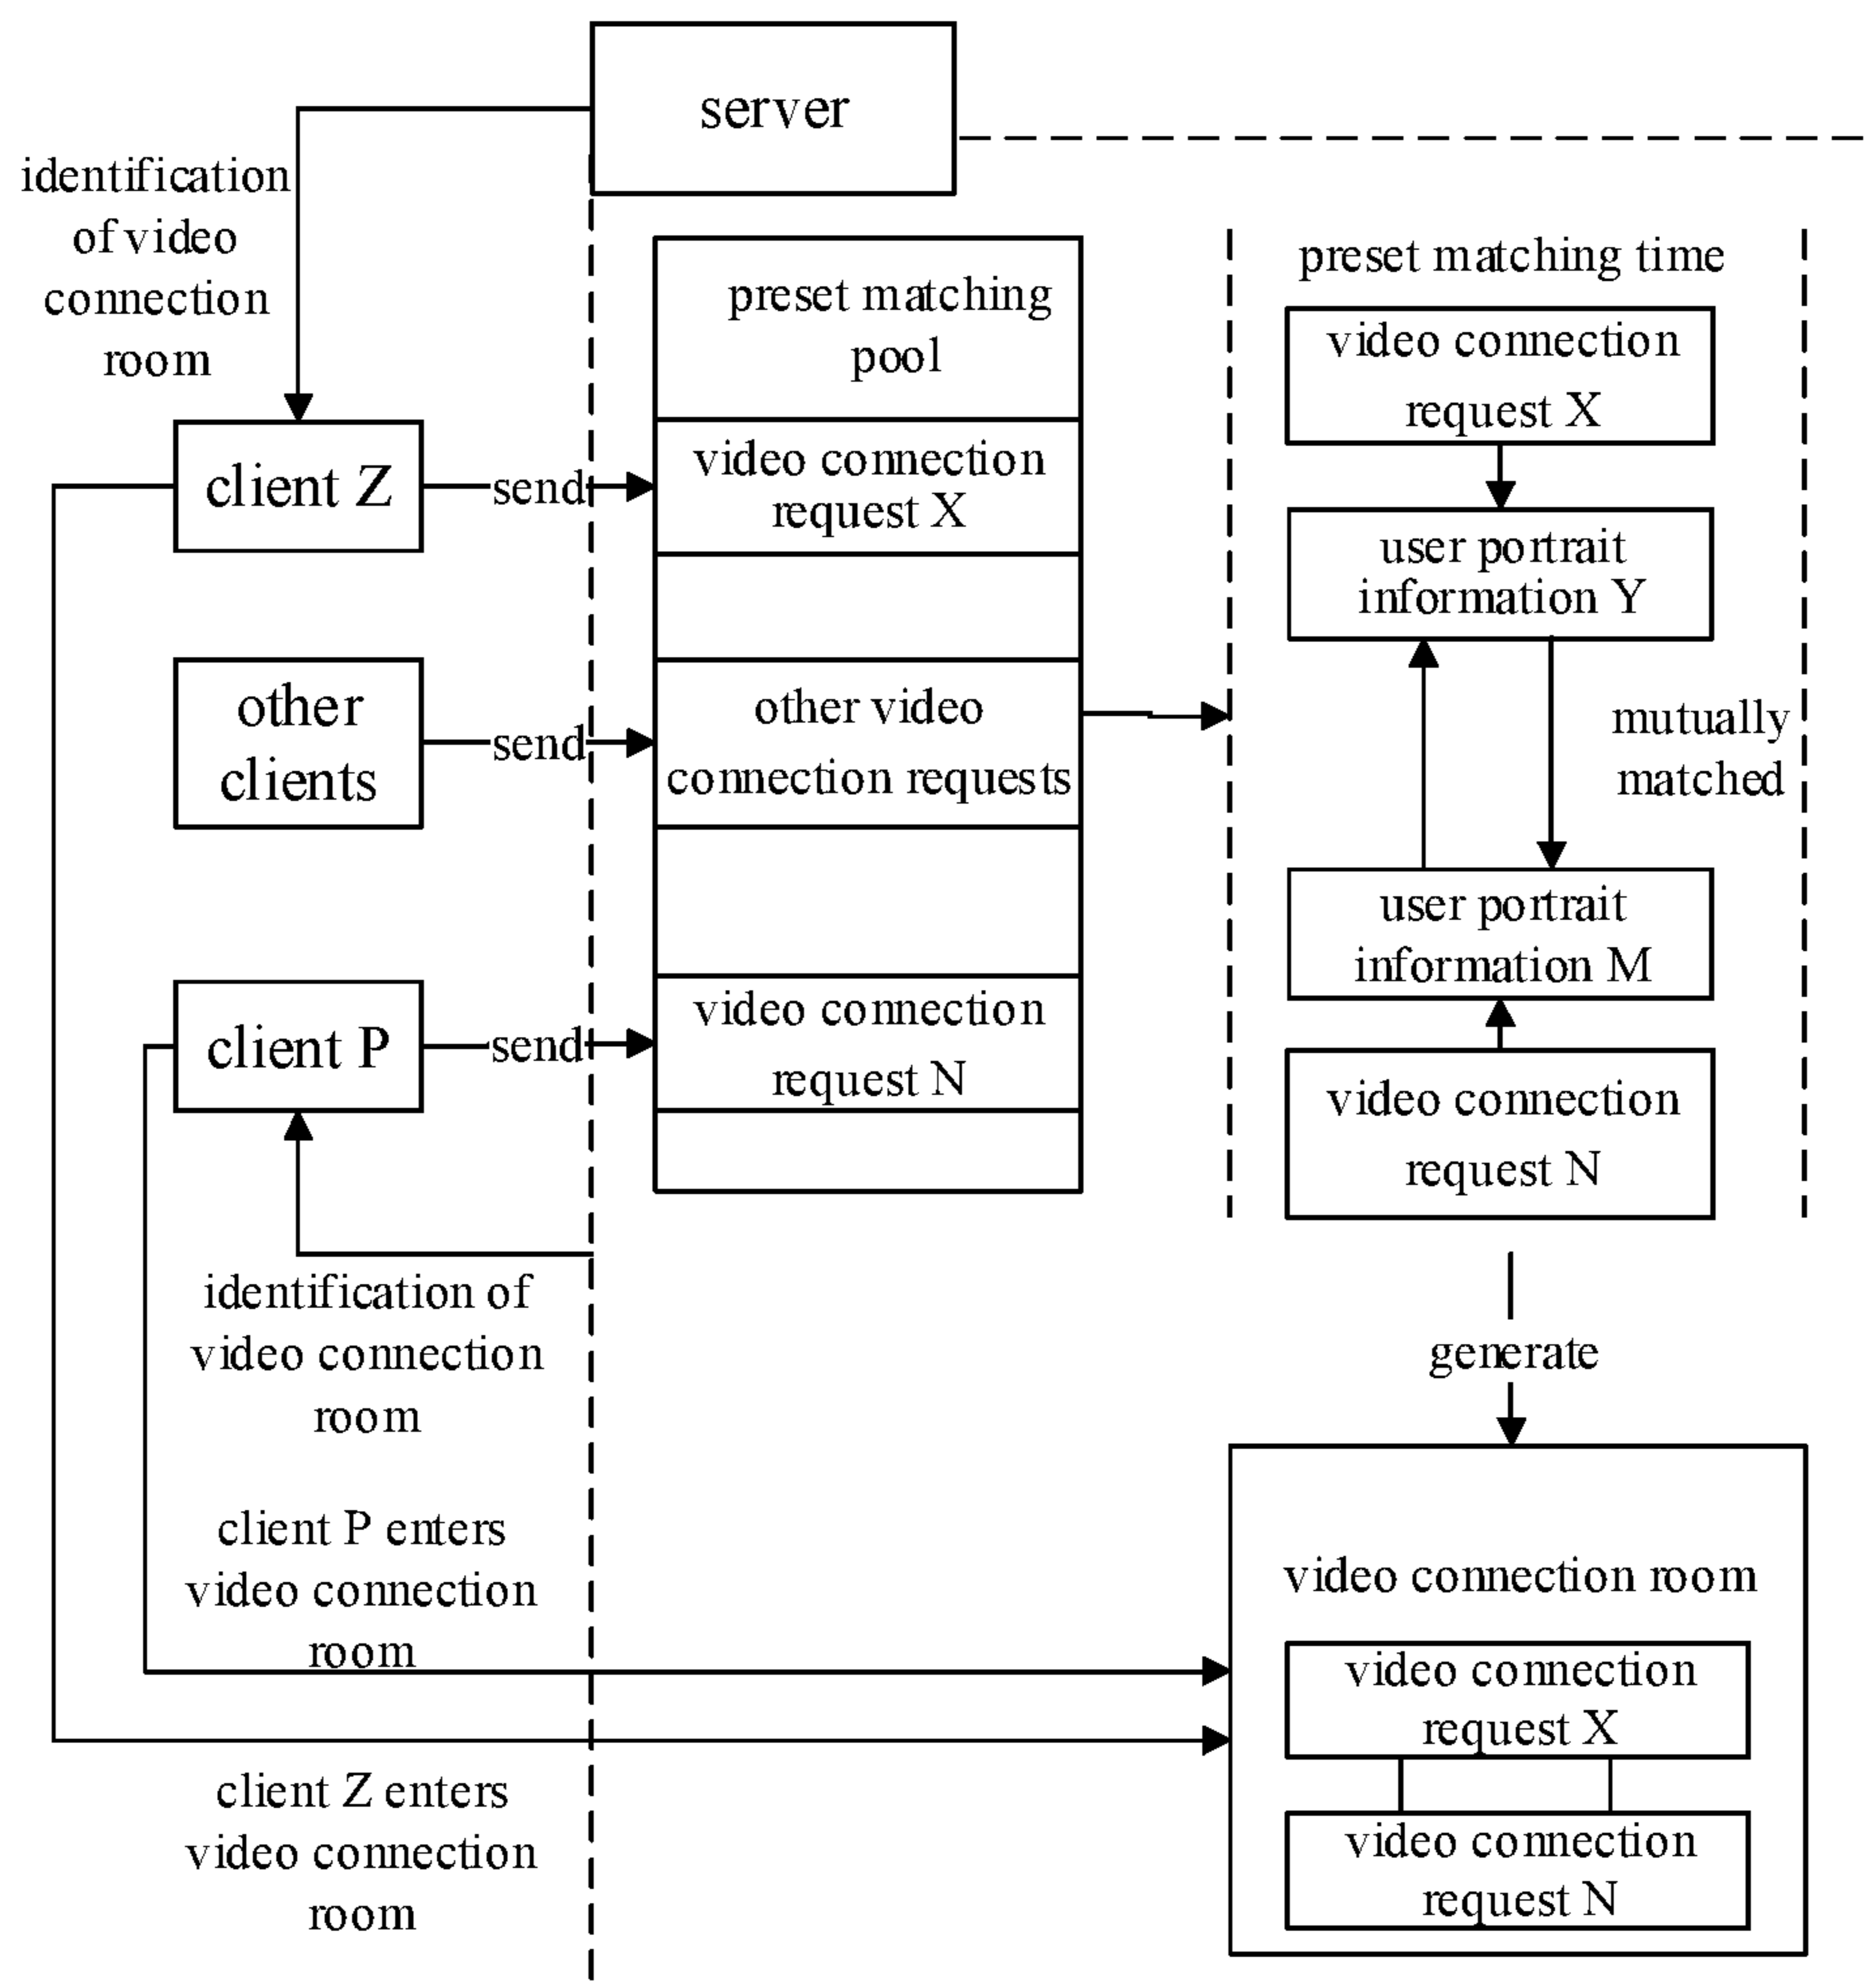 server
identification
of video
connection
room
preset matching
pool
preset matching time
video connection
request X
client Z
send
video connection
request X
user portrait
information Y
other
clients
send
other video
connection requests
mutually
matched
user portrait
information M
client P
send
video connection
request N
video connection
request N
identification of
video connection
room
generate
client P enters
video connection
room
video connection room
video connection
request X
client Z enters
video connection
room
video connection
request N